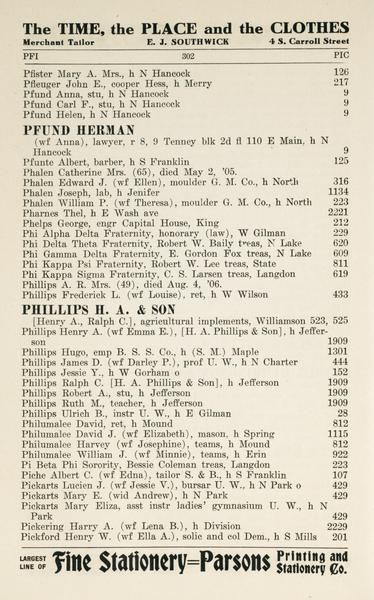 The TIME, the PLACE and the CLOTHES
Merchant Tailor E. J. SOUTHWICK 4 S. Carroll Street
PFI 302 PIC
Pfister Mary A. Mrs., h N Hancock 126
Pfleuger John E., cooper Hess, h Merry 217
Pfund Anna, stu, h N Hancock 9
Pfund Carl F., stu, h N Hancock 9
Pfund Helen, h N Hancock 9
PFUND HERMAN
(wf Anna), lawyer, r 8, 9 Tenney blk 2d fl 110 E Main, h N
Hancock 9
Pfunte Albert, barber, h S Franklin 125
Phalen Catherine Mrs. (65), died May 2, '05.
Phalen Edward J. (wf Ellen), moulder G. M. Co., h North 316
Phalen Joseph, lab, h Jenifer 1134
Phalen William P. (wf Theresa), moulder G. M. Co., h North 223
Pharnes Thel, h E Wash ave 2221
Phelps George, engr Capital House, King 212
Phi Alpha Delta Fraternity, honorary (law), W Gilman 229
Phi Delta Theta Fraternity, Robert W. Baily treas, N Lake 620
Phi Gamma Delta Fraternity, E. Gordon Fox treas, N Lake 609
Phi Kappa Psi Fraternity, Robert W. Lee treas, State 811
Phi Kappa Sigma Fraternity, C. S. Larsen treas, Langdon 619
Phillips A. R. Mrs. (49), died Aug. 4, '06.
Phillips Frederick L. (wf Louise), ret, h W Wilson 433
PHILLIPS H. A. & SON
[Henry A., Ralph C.], agricultural implements, Williamson 523, 525
Phillips Henry A. (wf Emma E.), [H. A. Phillips & Son], h Jeffer-
son 1909
Phillips Hugo, emp B. S. S. Co., h (S. M.) Maple 1301
Phillips James D. (wf Darley P.), prof U. W., h N Charter 444
Phillips Jessie Y., h W Gorham o 152
Phillips Ralph C. [H. A. Phillips & Son], h Jefferson 1909
Phillips Robert A., stu, h Jefferson 1909
Phillips Ruth M., teacher, h Jefferson 1909
Phillips Ulrich B., instr U. W., h E Gilman 28
Philumalee David, ret, h Mound 812
Philumalee David J. (wf Elizabeth), mason, h Spring 1115
Philumalee Harvey (wf Josephine), teams, h Mound 812
Philumalee William J. (wf Minnie), teams, h Erin 922
Pi Beta Phi Sorority, Bessie Coleman treas, Langdon 223
Piche Albert C. (wf Edna), tailor S. & B., h S Franklin 107
Pickarts Lucien J. (wf Jessie V.), bursar U. W., h N Park o 429
Pickarts Mary E. (wid Andrew), h N Park 429
Pickarts Mary Eliza, asst instr ladies' gymnasium U. W., h N
Park 429
Pickering Harry A. (wf Lena B.), h Division 2229
Pickford Henry W. (wf Ella A.), solie and col Dem., h S Mills 201
LARGEST LINE OF Fine Stationery=Parsons Printing and Stationery Co.